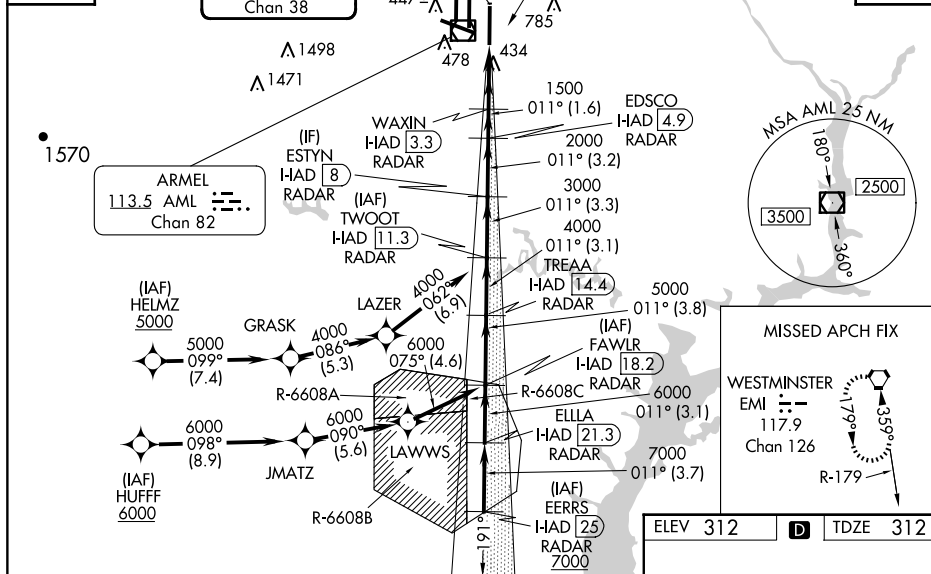 Chan 38
785
1498
478
434
1471
1570
1500
011° (1.6)
EDSCO
I-IAD 4.9
RADAR
WAXIN
I-IAD 3.3
RADAR
2000
011° (3.2)
(IF)
ESTYN
I-IAD 8
RADAR
3000
011° (3.3)
(IAF)
TWOOT
I-IAD 11.3
RADAR
4000
011° (3.1)
ARMEL
113.5 AML
Chan 82
MSA AML 25 NM
180°
2500
3500
360°
TREAA
I-IAD 14.4
RADAR
5000
011° (3.8)
(IAF)
HELMZ
5000
5000
099°
(7.4)
GRASK
4000
086°
(5.3)
LAZER
4000
062°
(6.9)
6000
075° (4.6)
(IAF)
FAWLR
I-IAD 18.2
RADAR
R-6608A
R-6608C
6000
011° (3.1)
6000
098°
(8.9)
(IAF)
HUFFF
6000
JMATZ
6000
090°
(5.6)
LAWWS
R-6608B
ELLLA
I-IAD 21.3
RADAR
7000
011° (3.7)
(IAF)
EERRS
I-IAD 25
RADAR
7000
191°
MISSED APCH FIX
WESTMINSTER
EMI
117.9
Chan 126
179°
359°
R-179
ELEV 312
D
TDZE 312